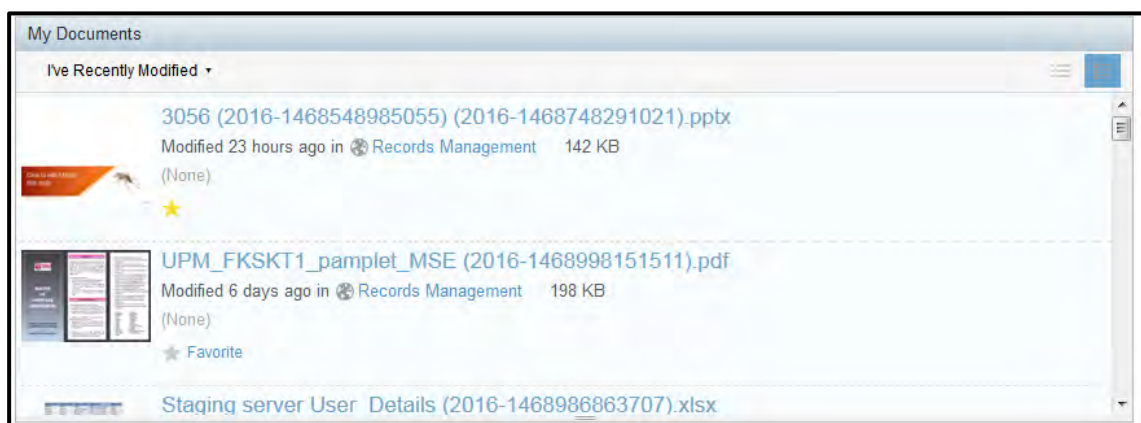 My Documents
I've Recently Modified
3056 (2016-1468548985055) (2016-1468748291021).pptx
Modified 23 hours ago in Records Management 142 KB
(None)
UPM_FKSKT1_pamplet_MSE (2016-1468998151511).pdf
Modified 6 days ago in Records Management 198 KB
(None)
Favorite
Staging server User_Details (2016-1468986863707).xlsx